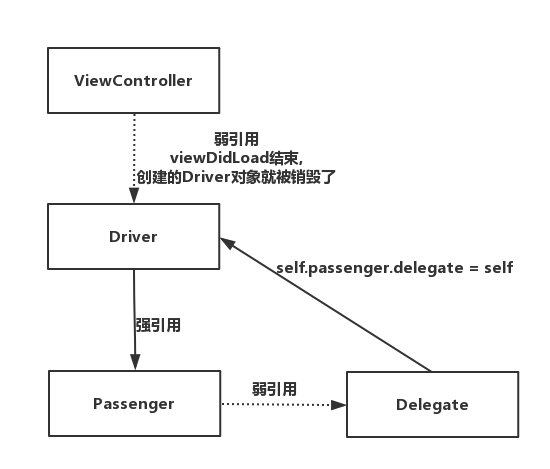 ViewController
弱引用
viewDidLoad结束,
创建的Driver对象就被销毁了
Driver
self.passenger.delegate = self
强引用
弱引用
Passenger
Delegate